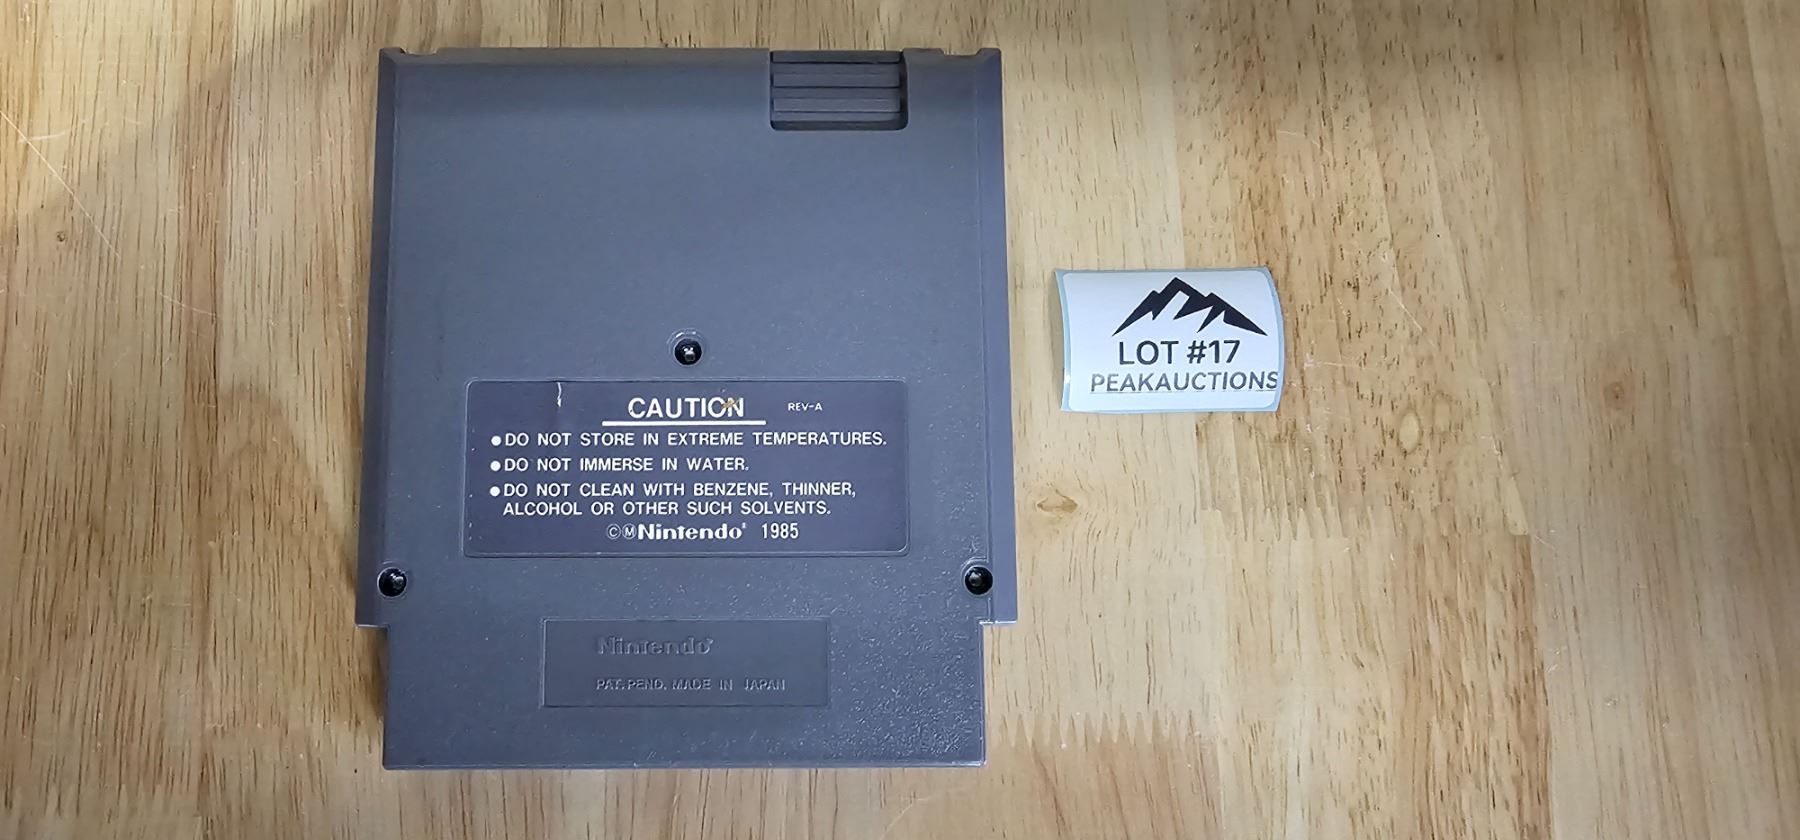 CAUTION REV-A
●DO NOT STORE IN EXTREME TEMPERATURES.
●DO NOT IMMERSE IN WATER.
●DO NOT CLEAN WITH BENZENE, THINNER,
ALCOHOL OR OTHER SUCH SOLVENTS.
©ⓂNintendo® 1985
Nintendo®
PAT. PEND. MADE IN JAPAN
LOT #17
PEAKAUCTIONS